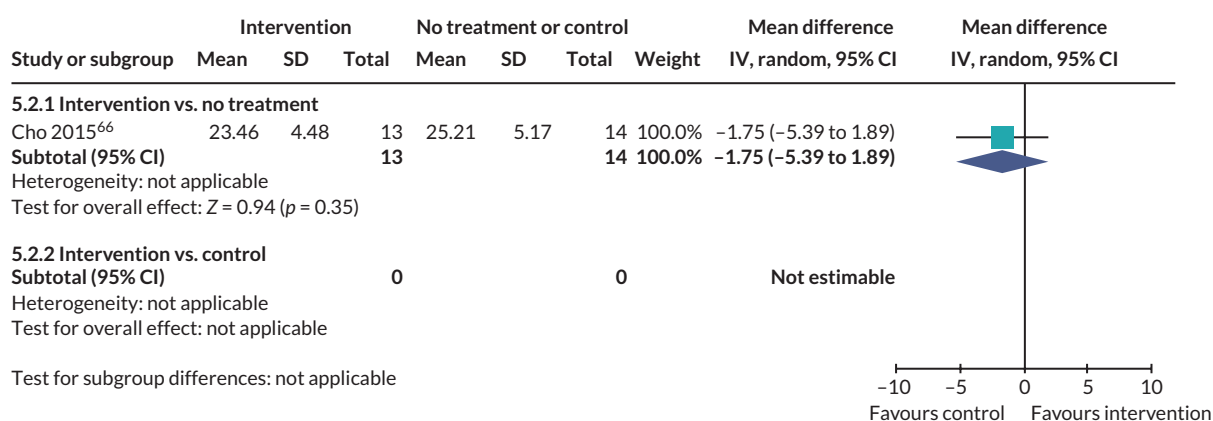 Intervention No treatment or control Mean difference Mean difference
Study or subgroup Mean SD Total Mean SD Total Weight IV, random, 95% CI IV, random, 95% CI
5.2.1 Intervention vs. no treatment
Cho 2015⁶⁶ 23.46 4.48 13 25.21 5.17 14 100.0% −1.75 (−5.39 to 1.89)
Subtotal (95% CI) 13 14 100.0% −1.75 (−5.39 to 1.89)
Heterogeneity: not applicable
Test for overall effect: Z = 0.94 (p = 0.35)
5.2.2 Intervention vs. control
Subtotal (95% CI) 0 0 Not estimable
Heterogeneity: not applicable
Test for overall effect: not applicable
Test for subgroup differences: not applicable
−10 −5 0 5 10
Favours control Favours intervention